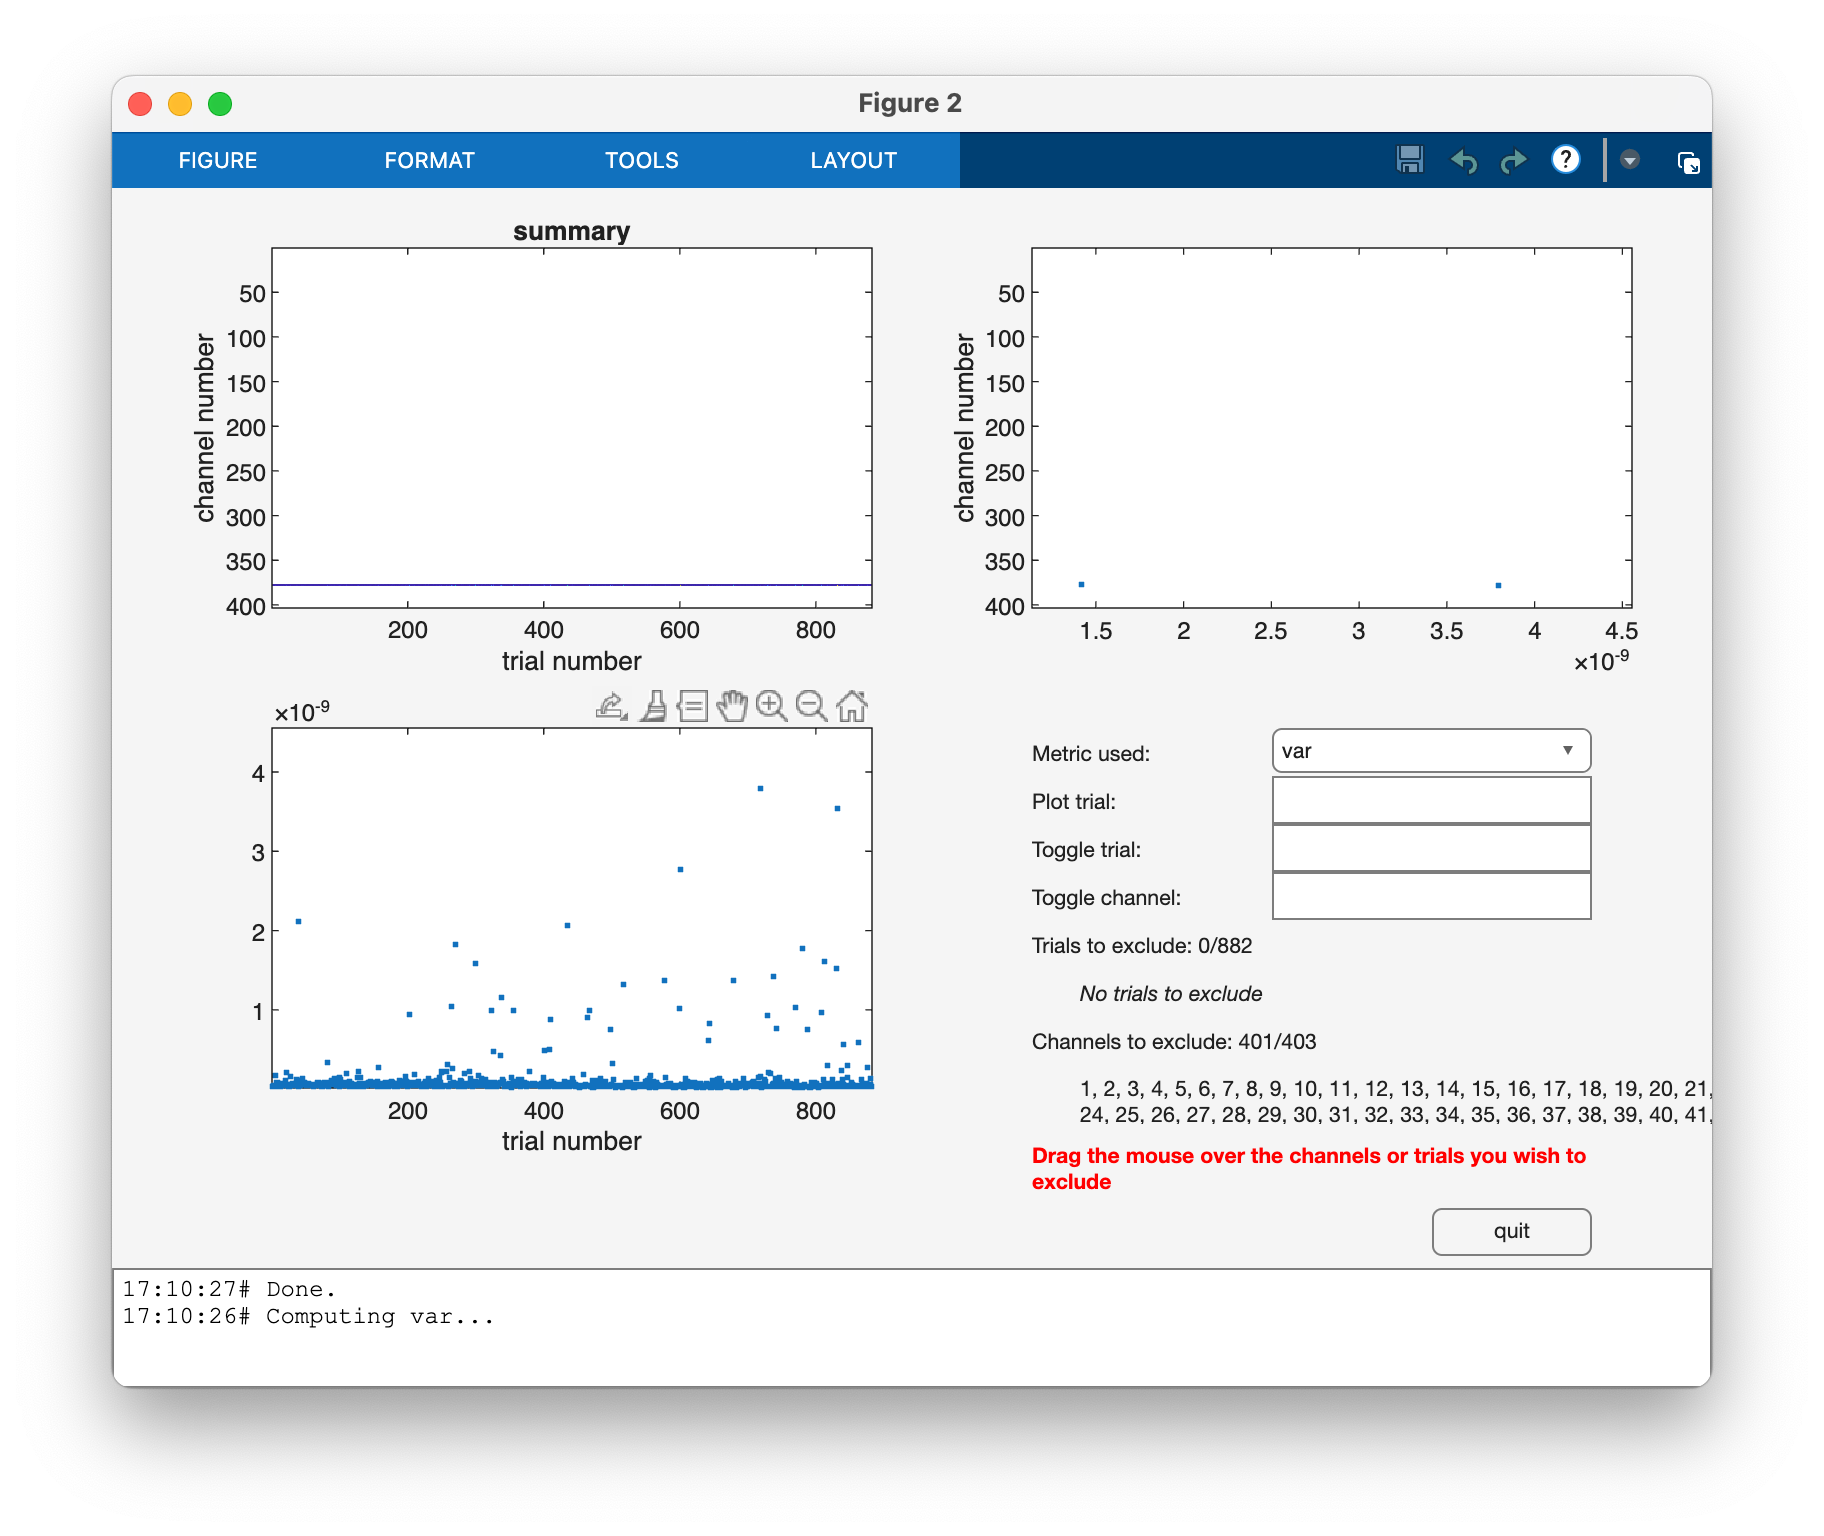 Figure 2
FIGURE FORMAT TOOLS LAYOUT
summary
50
100
150
200
250
300
350
400
channel number
200 400 600 800
trial number
50
100
150
200
250
300
350
400
channel number
1.5 2 2.5 3 3.5 4 4.5
×10-9
×10-9
4
3
2
1
200 400 600 800
trial number
Metric used: var
Plot trial:
Toggle trial:
Toggle channel:
Trials to exclude: 0/882
No trials to exclude
Channels to exclude: 401/403
1, 2, 3, 4, 5, 6, 7, 8, 9, 10, 11, 12, 13, 14, 15, 16, 17, 18, 19, 20, 21,
24, 25, 26, 27, 28, 29, 30, 31, 32, 33, 34, 35, 36, 37, 38, 39, 40, 41,
Drag the mouse over the channels or trials you wish to
exclude
quit
17:10:27# Done.
17:10:26# Computing var...